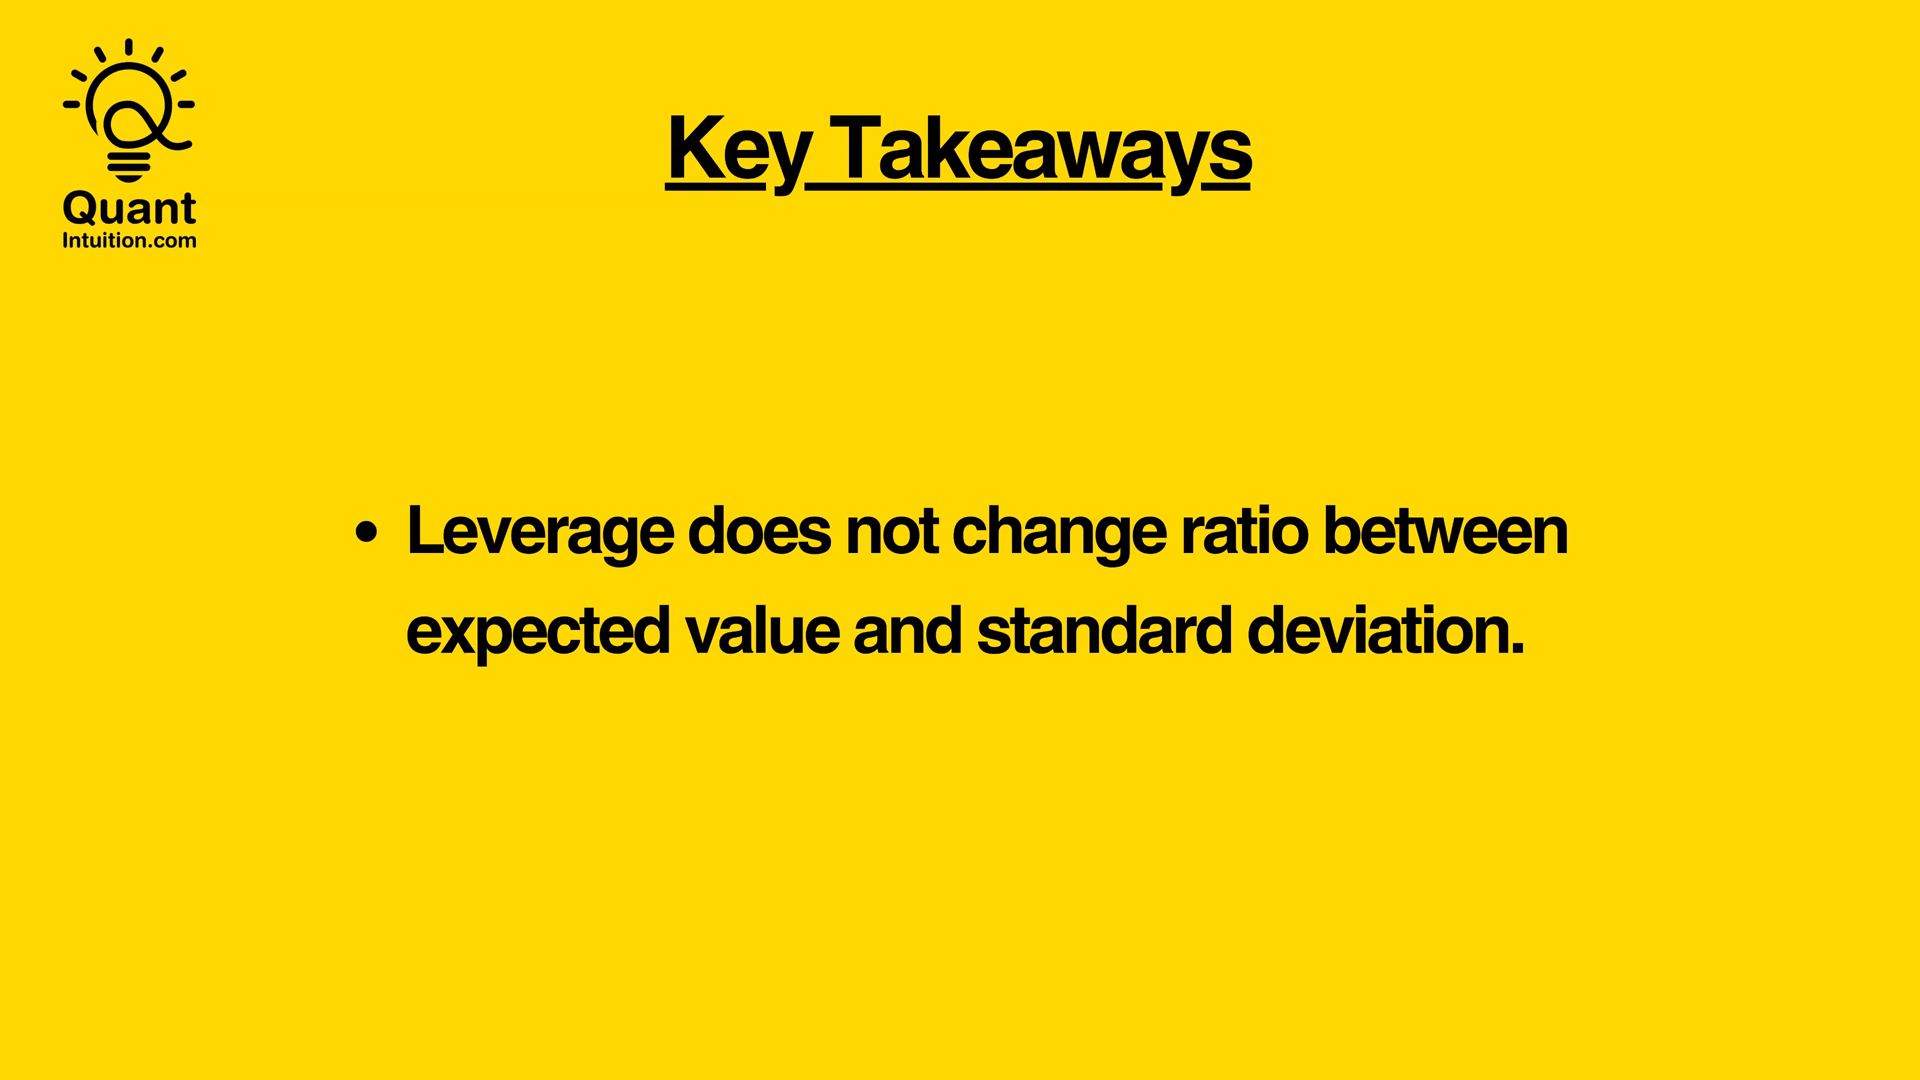 Quant
Intuition.com
Key Takeaways
• Leverage does not change ratio between
expected value and standard deviation.